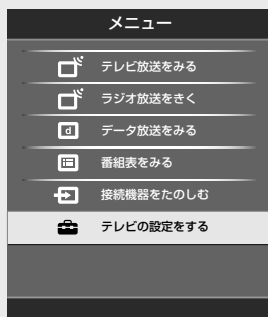 メニュー
テレビ放送をみる
ラジオ放送をきく
d データ放送をみる
番組表をみる
接続機器をたのしむ
テレビの設定をする